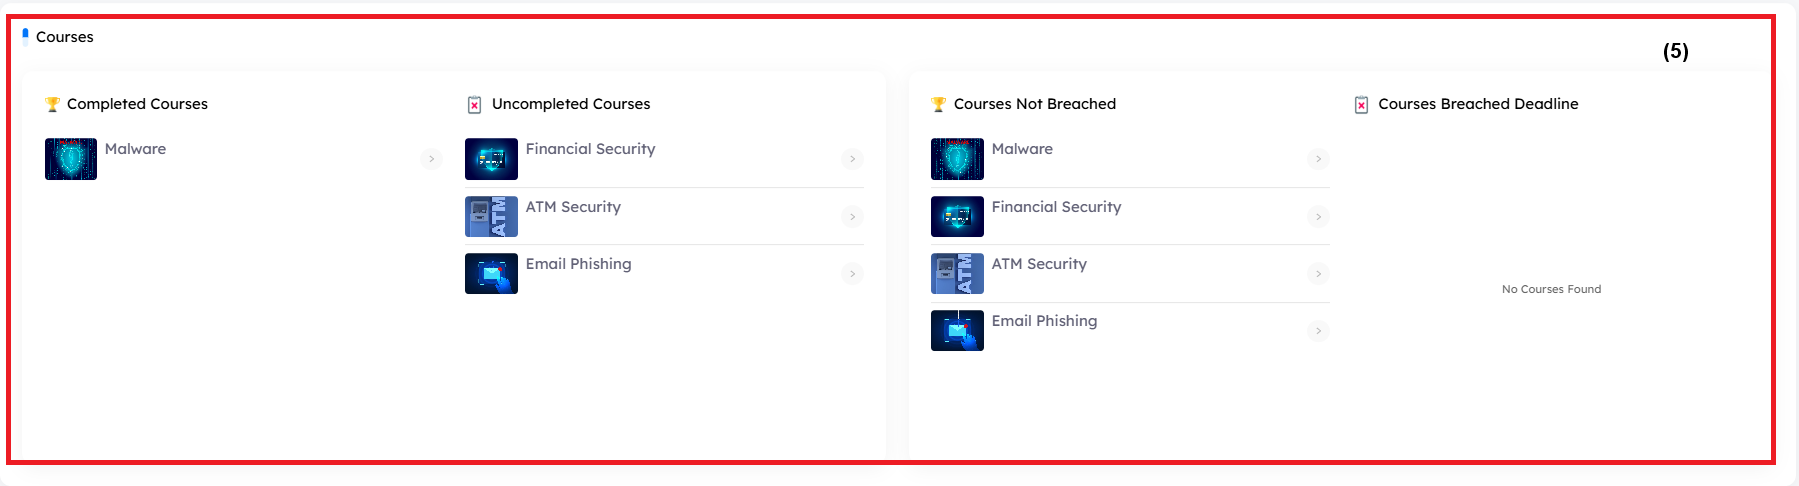 Courses
(5)
Completed Courses
Malware
Uncompleted Courses
Financial Security
ATM Security
Email Phishing
Courses Not Breached
Malware
Financial Security
ATM Security
Email Phishing
Courses Breached Deadline
No Courses Found
ATM
ATM